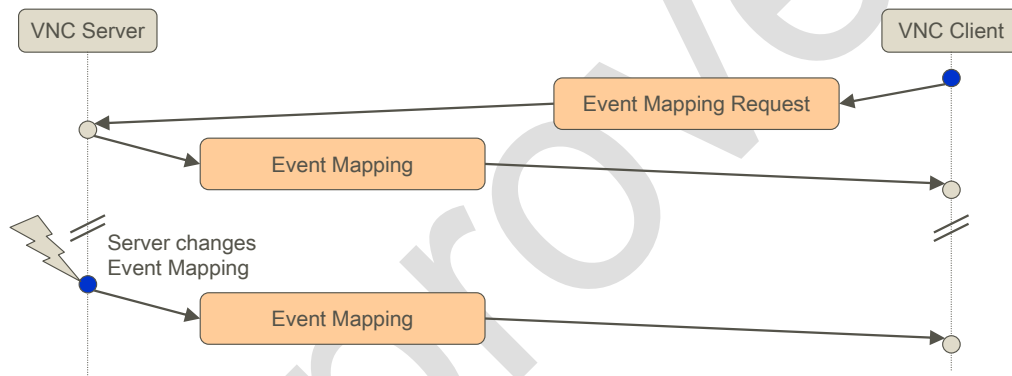 VNC Server
VNC Client
Event Mapping Request
Event Mapping
Server changes
Event Mapping
Event Mapping